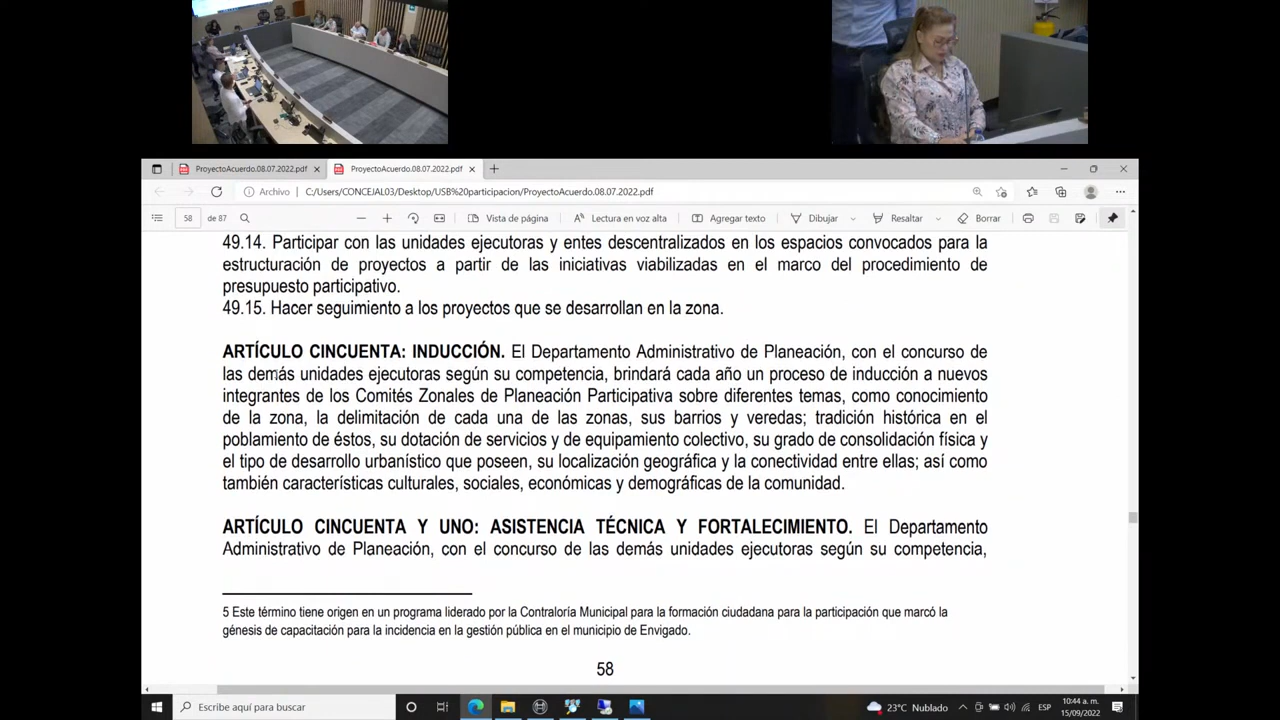 ProyectoAcuerdo.08.07.2022.pdf
ProyectoAcuerdo.08.07.2022.pdf
Archivo C:/Users/CONCEJAL03/Desktop/USB%20participacion/ProyectoAcuerdo.08.07.2022.pdf
58 de 87 Vista de página Lectura en voz alta Agregar texto Dibujar Resaltar Borrar
49.14. Participar con las unidades ejecutoras y entes descentralizados en los espacios convocados para la
estructuración de proyectos a partir de las iniciativas viabilizadas en el marco del procedimiento de
presupuesto participativo.
49.15. Hacer seguimiento a los proyectos que se desarrollan en la zona.
ARTÍCULO CINCUENTA: INDUCCIÓN. El Departamento Administrativo de Planeación, con el concurso de
las demás unidades ejecutoras según su competencia, brindará cada año un proceso de inducción a nuevos
integrantes de los Comités Zonales de Planeación Participativa sobre diferentes temas, como conocimiento
de la zona, la delimitación de cada una de las zonas, sus barrios y veredas; tradición histórica en el
poblamiento de éstos, su dotación de servicios y de equipamiento colectivo, su grado de consolidación física y
el tipo de desarrollo urbanístico que poseen, su localización geográfica y la conectividad entre ellas; así como
también características culturales, sociales, económicas y demográficas de la comunidad.
ARTÍCULO CINCUENTA Y UNO: ASISTENCIA TÉCNICA Y FORTALECIMIENTO. El Departamento
Administrativo de Planeación, con el concurso de las demás unidades ejecutoras según su competencia,
5 Este término tiene origen en un programa liderado por la Contraloría Municipal para la formación ciudadana para la participación que marcó la
génesis de capacitación para la incidencia en la gestión pública en el municipio de Envigado.
58
Escribe aquí para buscar
23°C Nublado
ESP
10:44 a. m.
15/09/2022